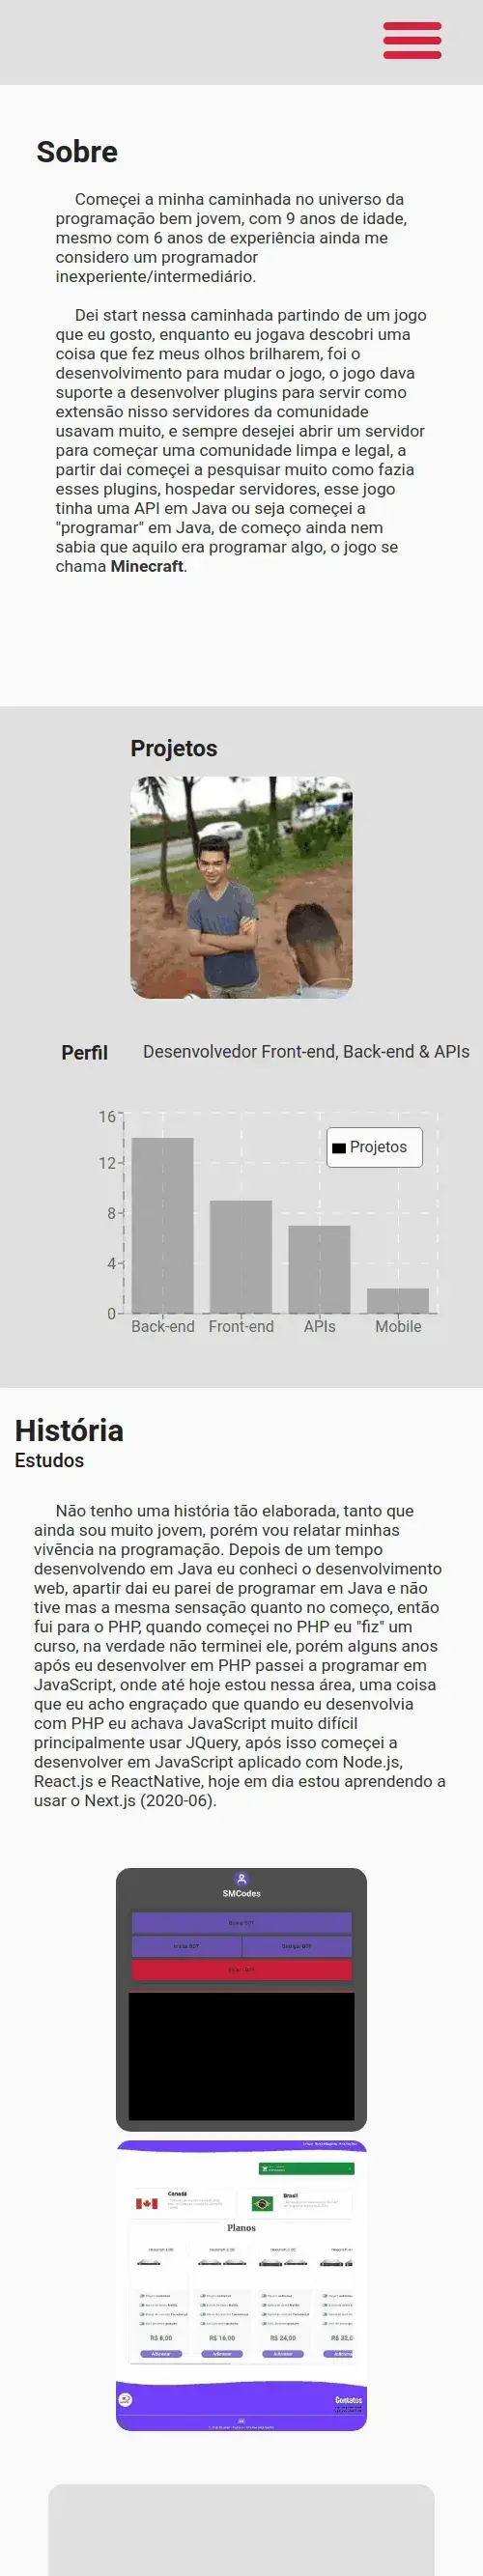 Sobre
Começei a minha caminhada no universo da
programação bem jovem, com 9 anos de idade,
mesmo com 6 anos de experiência ainda me
considero um programador
inexperiente/intermediário.
Dei start nessa caminhada partindo de um jogo
que eu gosto, enquanto eu jogava descobri uma
coisa que fez meus olhos brilharem, foi o
desenvolvimento para mudar o jogo, o jogo dava
suporte a desenvolver plugins para servir como
extensão nisso servidores da comunidade
usavam muito, e sempre desejei abrir um servidor
para começar uma comunidade limpa e legal, a
partir dai começei a pesquisar muito como fazia
esses plugins, hospedar servidores, esse jogo
tinha uma API em Java ou seja começei a
"programar" em Java, de começo ainda nem
sabia que aquilo era programar algo, o jogo se
chama Minecraft.
Projetos
Perfil Desenvolvedor Front-end, Back-end & APIs
16
12
8
4
0
Projetos
Back-end Front-end APIs Mobile
História
Estudos
Não tenho uma história tão elaborada, tanto que
ainda sou muito jovem, porém vou relatar minhas
vivência na programação. Depois de um tempo
desenvolvendo em Java eu conheci o desenvolvimento
web, apartir dai eu parei de programar em Java e não
tive mas a mesma sensação quanto no começo, então
fui para o PHP, quando começei no PHP eu "fiz" um
curso, na verdade não terminei ele, porém alguns anos
após eu desenvolver em PHP passei a programar em
JavaScript, onde até hoje estou nessa área, uma coisa
que eu acho engraçado que quando eu desenvolvia
com PHP eu achava JavaScript muito difícil
principalmente usar JQuery, após isso começei a
desenvolver em JavaScript aplicado com Node.js,
React.js e ReactNative, hoje em dia estou aprendendo a
usar o Next.js (2020-06).
SMCodes
Canadá
Brasil
Planos
R$ 8,00 R$ 16,00 R$ 24,00 R$ 32,0
Adicionar Adicionar Adicionar
Contatos